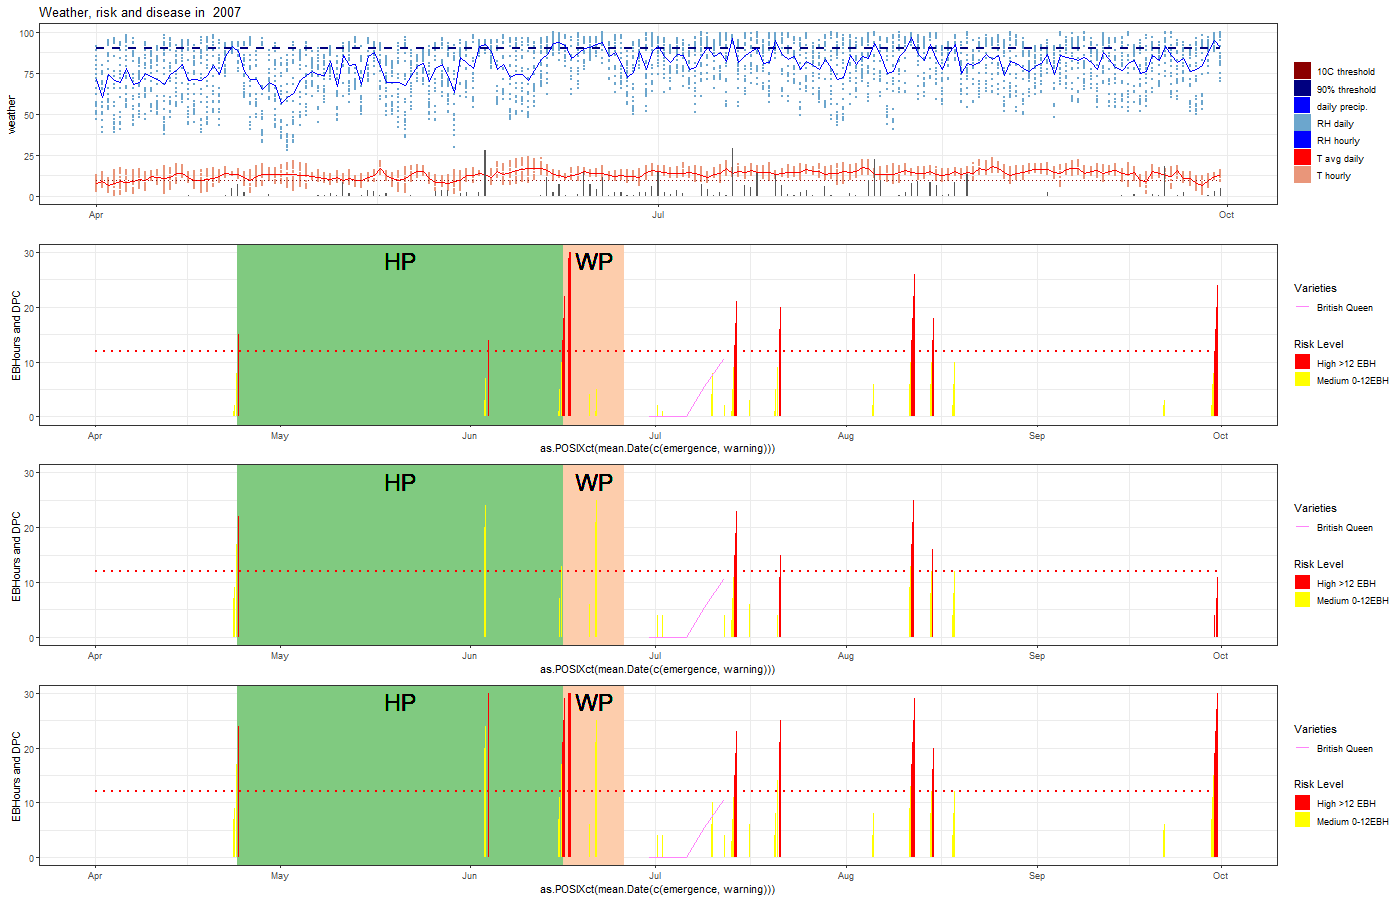 Weather, risk and disease in  2007
weather
100
75
50
25
0
Apr
Jul
Oct
10C threshold
90% threshold
daily precip.
RH daily
RH hourly
T avg daily
T hourly
EBHours and DPC
30
20
10
0
HP
WP
Apr
May
Jun
Jul
Aug
Sep
Oct
as.POSIXct(mean.Date(c(emergence, warning)))
Varieties
British Queen
Risk Level
High >12 EBH
Medium 0-12EBH
EBHours and DPC
30
20
10
0
HP
WP
Apr
May
Jun
Jul
Aug
Sep
Oct
as.POSIXct(mean.Date(c(emergence, warning)))
Varieties
British Queen
Risk Level
High >12 EBH
Medium 0-12EBH
EBHours and DPC
30
20
10
0
HP
WP
Apr
May
Jun
Jul
Aug
Sep
Oct
as.POSIXct(mean.Date(c(emergence, warning)))
Varieties
British Queen
Risk Level
High >12 EBH
Medium 0-12EBH